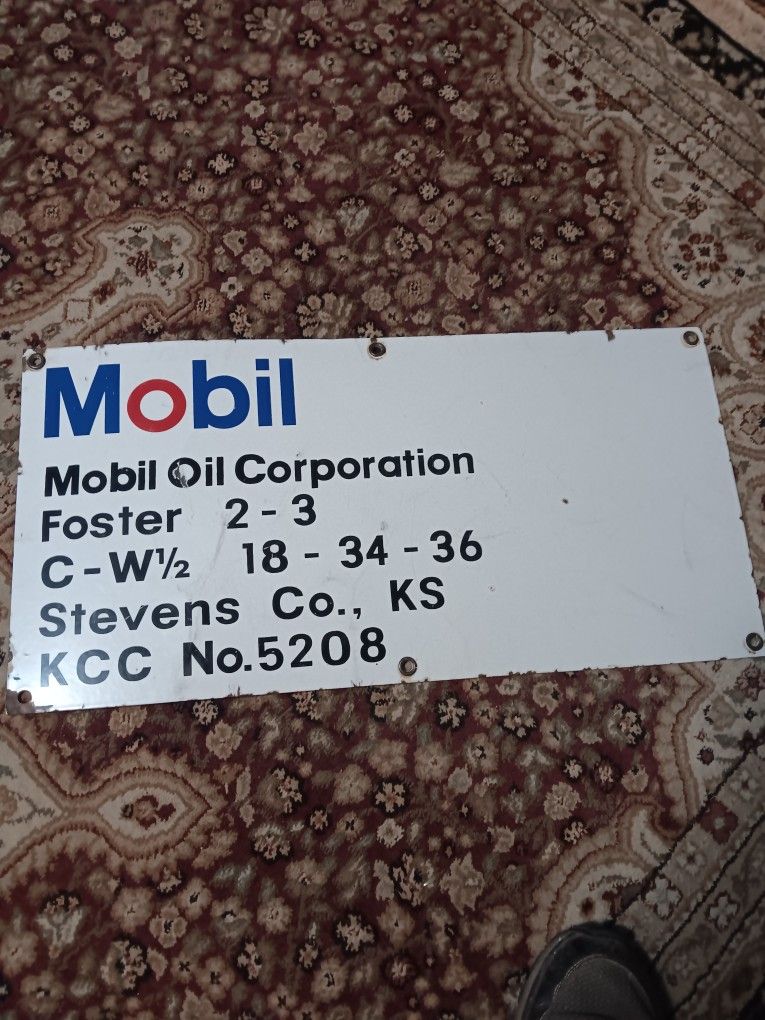 Mobil
Mobil Oil Corporation
Foster 2 - 3
C - W½ 18 - 34 - 36
Stevens Co., KS
KCC No.5208